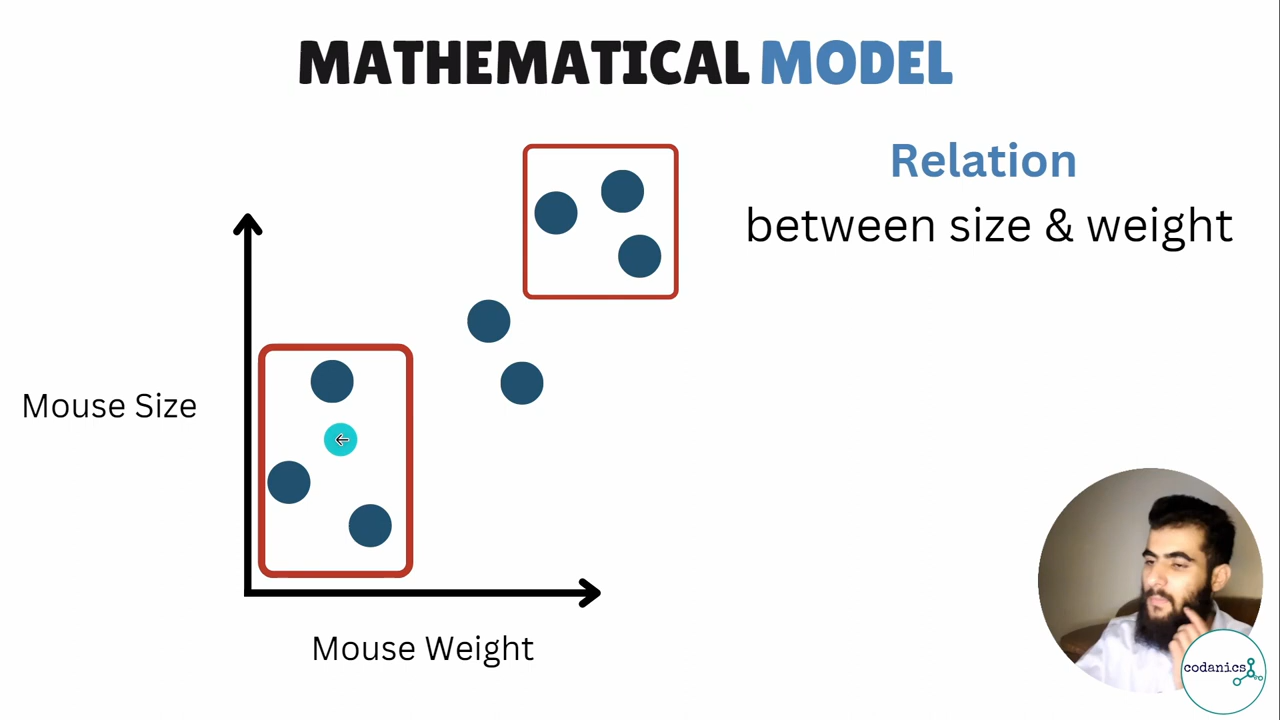 MATHEMATICAL MODEL
Relation
between size & weight
Mouse Size
Mouse Weight
codanics